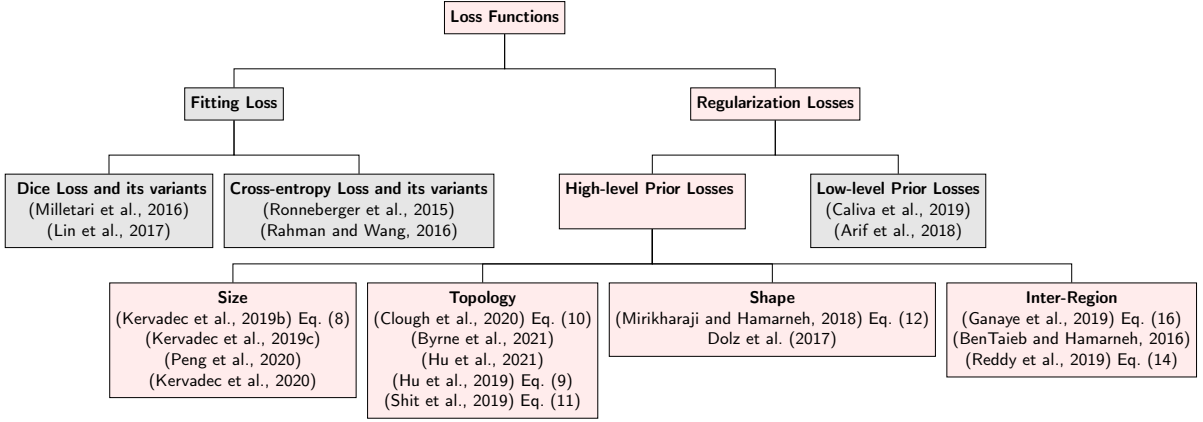 Loss Functions
Fitting Loss
Regularization Losses
Dice Loss and its variants
(Milletari et al., 2016)
(Lin et al., 2017)
Cross-entropy Loss and its variants
(Ronneberger et al., 2015)
(Rahman and Wang, 2016)
High-level Prior Losses
Low-level Prior Losses
(Caliva et al., 2019)
(Arif et al., 2018)
Size
(Kervadec et al., 2019b) Eq. (8)
(Kervadec et al., 2019c)
(Peng et al., 2020)
(Kervadec et al., 2020)
Topology
(Clough et al., 2020) Eq. (10)
(Byrne et al., 2021)
(Hu et al., 2021)
(Hu et al., 2019) Eq. (9)
(Shit et al., 2019) Eq. (11)
Shape
(Mirikharaji and Hamarneh, 2018) Eq. (12)
Dolz et al. (2017)
Inter-Region
(Ganaye et al., 2019) Eq. (16)
(BenTaieb and Hamarneh, 2016)
(Reddy et al., 2019) Eq. (14)